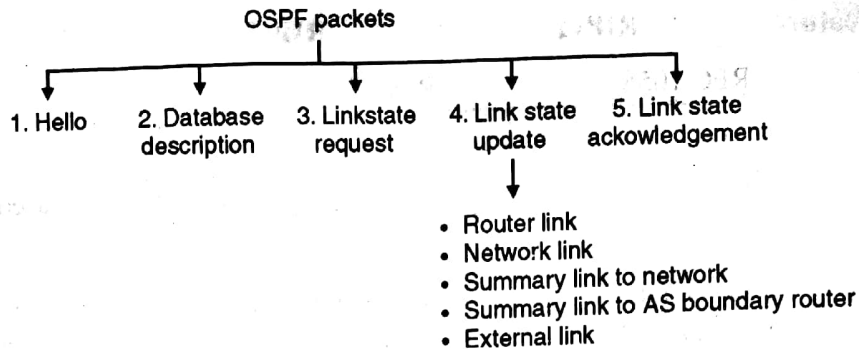 OSPF packets
1. Hello
2. Database
description
3. Linkstate
request
4. Link state
update
5. Link state
ackowledgement
• Router link
• Network link
• Summary link to network
• Summary link to AS boundary router
• External link